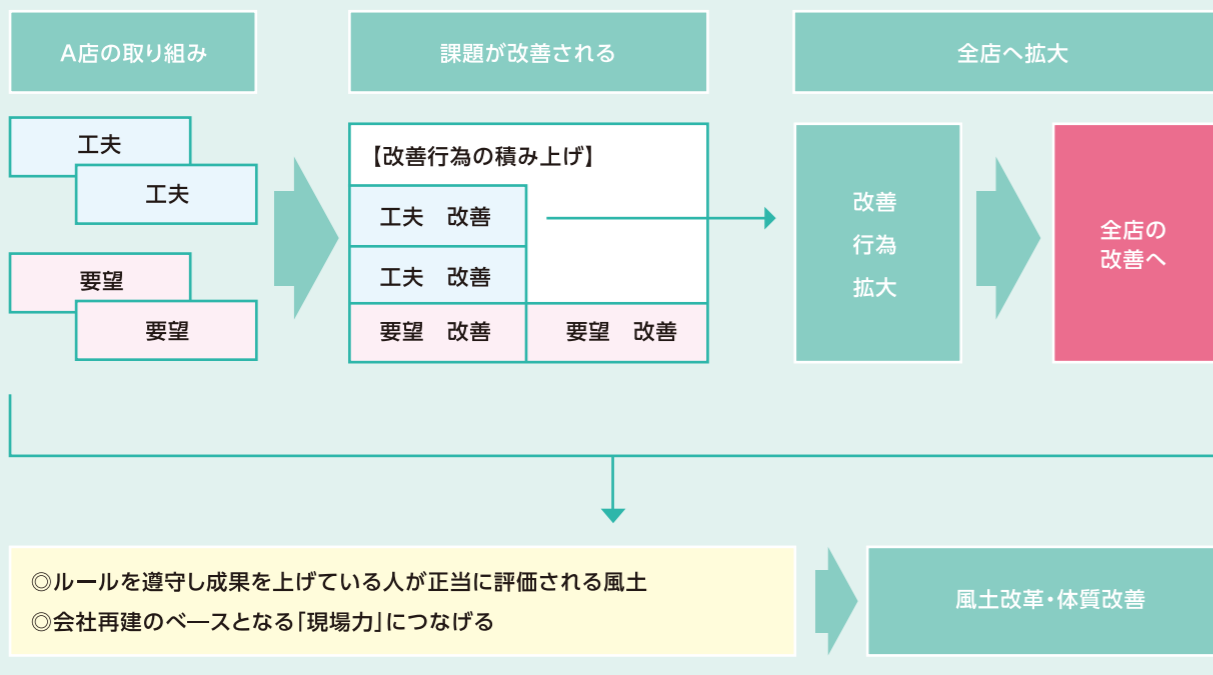 A店の取り組み
課題が改善される
全店へ拡大
工夫
工夫
要望
要望
【改善行為の積み上げ】
工夫　改善
工夫　改善
要望　改善
要望　改善
改善
行為
拡大
全店の
改善へ
◎ルールを遵守し成果を上げている人が正当に評価される風土
◎会社再建のベースとなる「現場力」につなげる
風土改革・体質改善